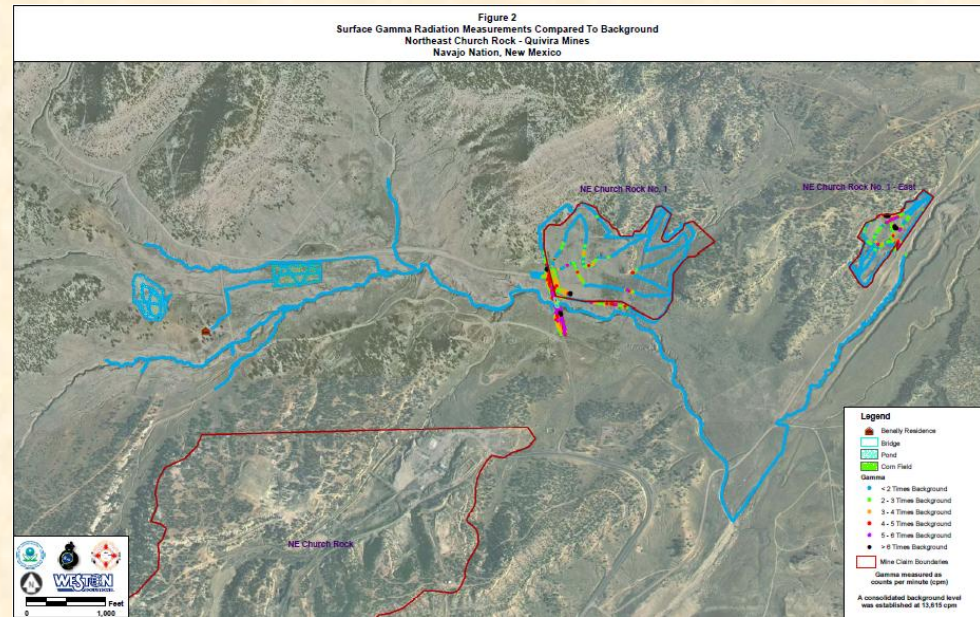 Figure 2
Surface Gamma Radiation Measurements Compared To Background
Northeast Church Rock - Quivira Mines
Navajo Nation, New Mexico
NE Church Rock No. 1
NE Church Rock No. 1 - East
NE Church Rock
Legend
Benally Residence
Bridge
Pond
Corn Field
Gamma
< 2 Times Background
2 - 3 Times Background
3 - 4 Times Background
4 - 5 Times Background
5 - 6 Times Background
> 6 Times Background
Mine Claim Boundaries
Gamma measured as
counts per minute (cpm)
A consolidated background level
was established at 13,615 cpm
N
WESTON
Feet
0 1,000